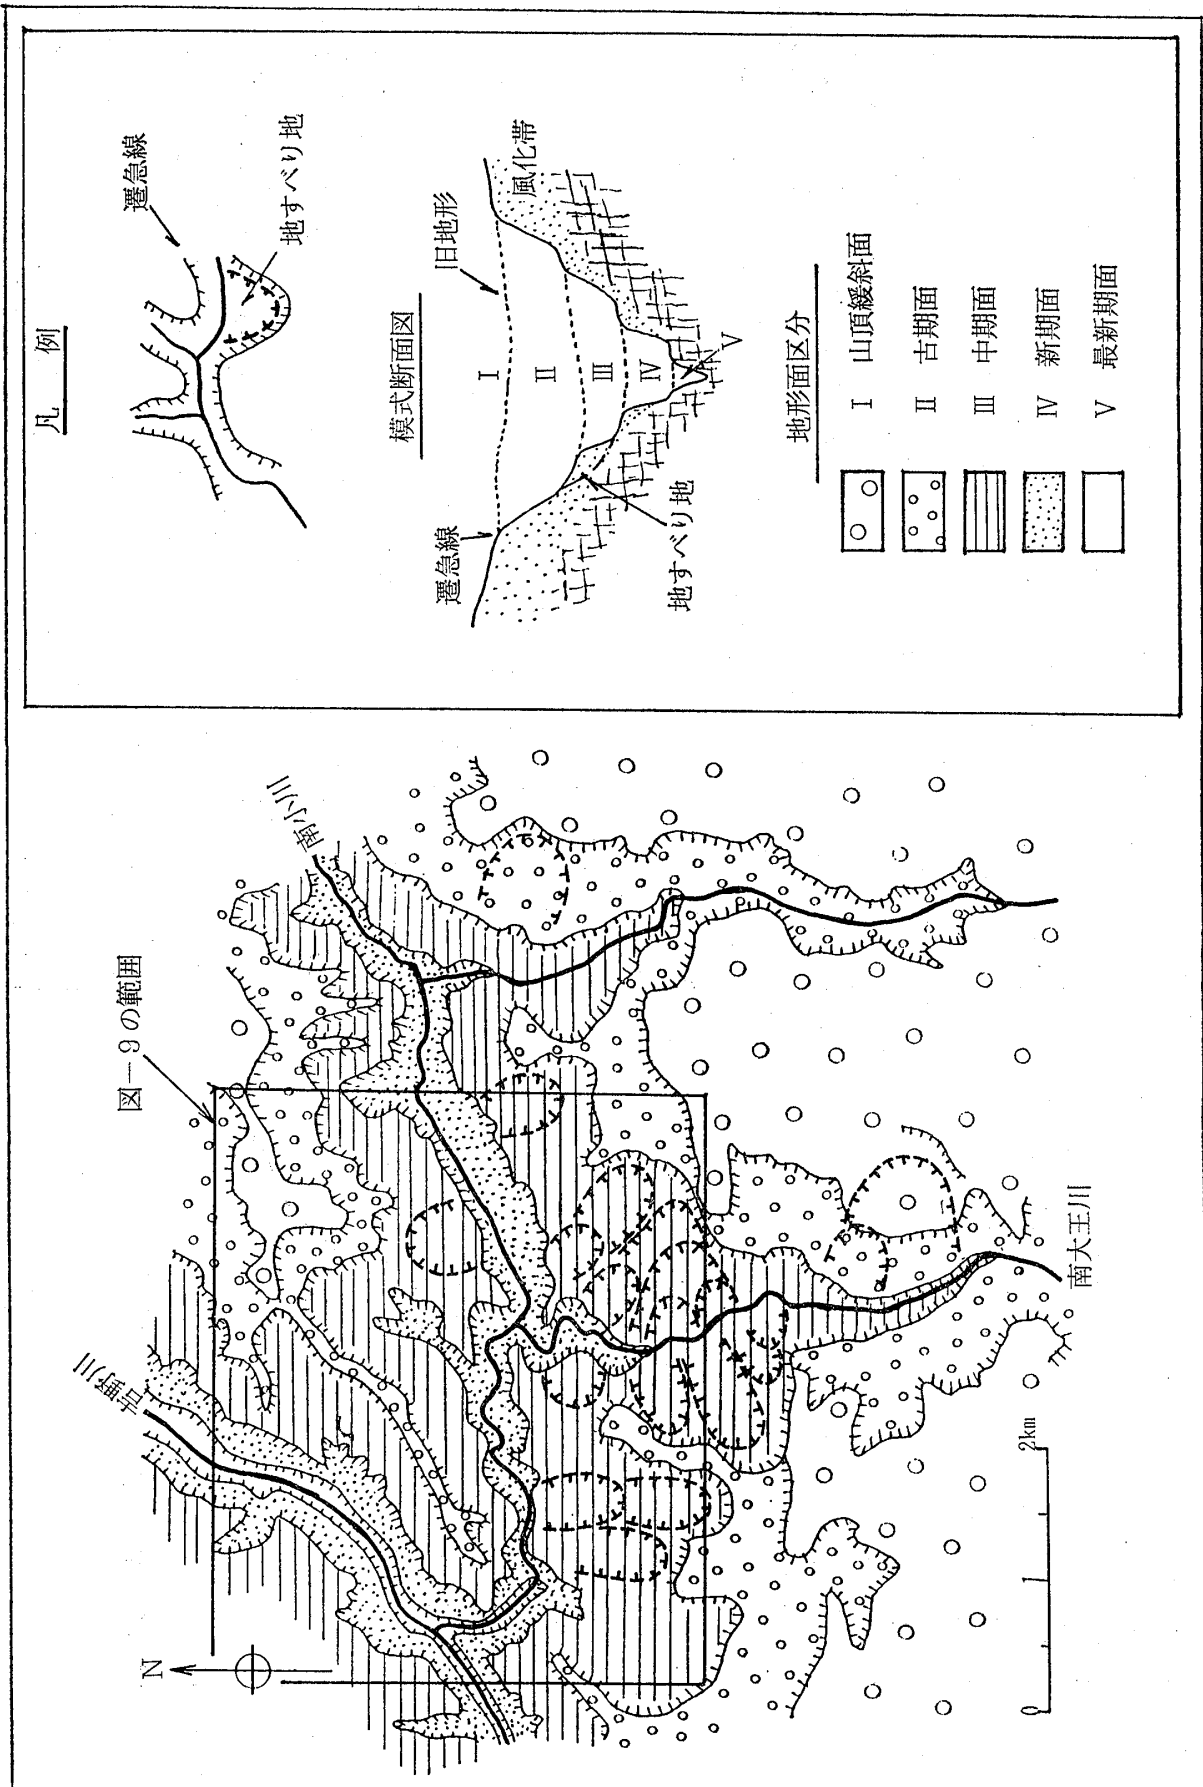 凡　例
遷急線
地すべり地
模式断面図
旧地形
風化帯
遷急線
地すべり地
Ⅰ
Ⅱ
Ⅲ
Ⅳ
Ⅴ
地形面区分
Ⅰ　山頂緩斜面
Ⅱ　古期面
Ⅲ　中期面
Ⅳ　新期面
Ⅴ　最新期面
図－9の範囲
南小川
吉野川
南大王川
N
0　1　2km